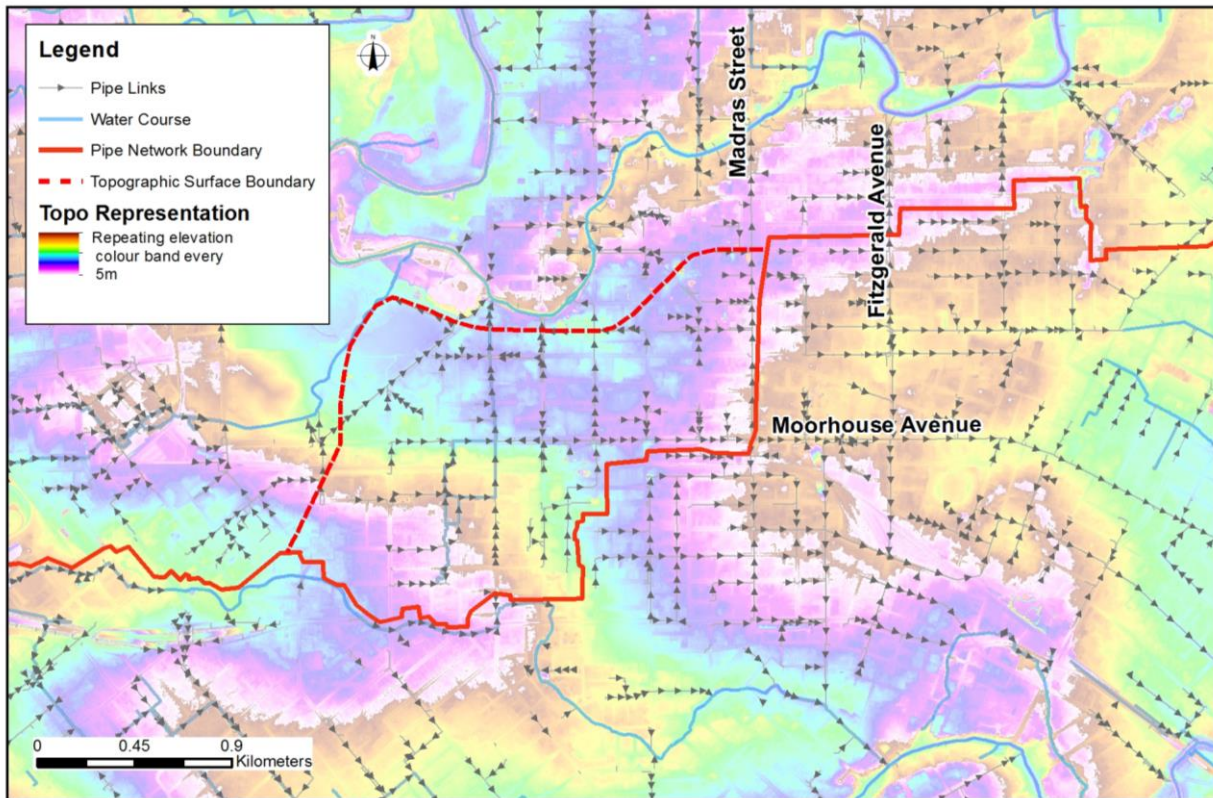 Legend
N
Pipe Links
Water Course
Pipe Network Boundary
Topographic Surface Boundary
Topo Representation
Repeating elevation
colour band every
5m
Madras Street
Fitzgerald Avenue
Moorhouse Avenue
0 0.45 0.9
Kilometers